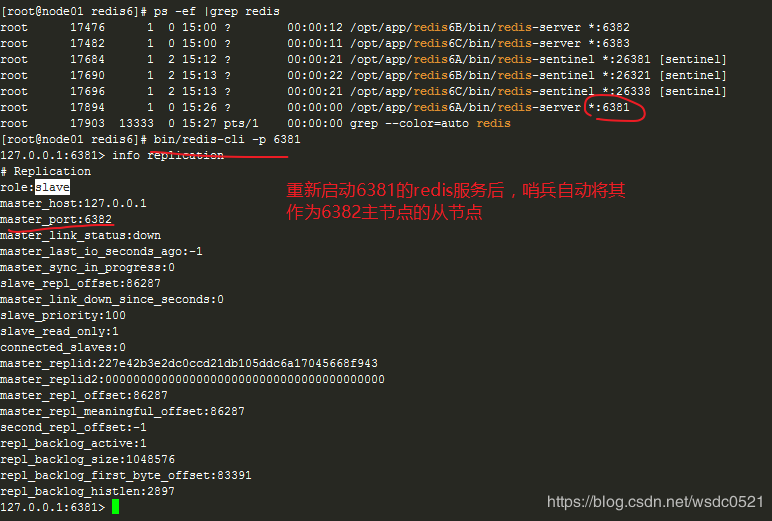 [root@node01 redis6]# ps -ef |grep redis
root 17476 1 0 15:00 ? 00:00:12 /opt/app/redis6B/bin/redis-server *:6382
root 17482 1 0 15:00 ? 00:00:11 /opt/app/redis6C/bin/redis-server *:6383
root 17684 1 2 15:12 ? 00:00:21 /opt/app/redis6A/bin/redis-sentinel *:26381 [sentinel]
root 17690 1 2 15:13 ? 00:00:22 /opt/app/redis6B/bin/redis-sentinel *:26321 [sentinel]
root 17696 1 2 15:13 ? 00:00:21 /opt/app/redis6C/bin/redis-sentinel *:26338 [sentinel]
root 17894 1 0 15:26 ? 00:00:00 /opt/app/redis6A/bin/redis-server *:6381
root 17903 13333 0 15:27 pts/1 00:00:00 grep --color=auto redis
[root@node01 redis6]# bin/redis-cli -p 6381
127.0.0.1:6381> info replication
# Replication
role:slave
master_host:127.0.0.1
master_port:6382
重新启动6381的redis服务后，哨兵自动将其
作为6382主节点的从节点
master_link_status:down
master_last_io_seconds_ago:-1
master_sync_in_progress:0
slave_repl_offset:86287
master_link_down_since_seconds:0
slave_priority:100
slave_read_only:1
connected_slaves:0
master_replid:227e42b3e2dc0ccd21db105ddc6a17045668f943
master_replid2:0000000000000000000000000000000000000000
master_repl_offset:86287
master_repl_meaningful_offset:86287
second_repl_offset:-1
repl_backlog_active:1
repl_backlog_size:1048576
repl_backlog_first_byte_offset:83391
repl_backlog_histlen:2897
127.0.0.1:6381>
https://blog.csdn.net/wsdc0521